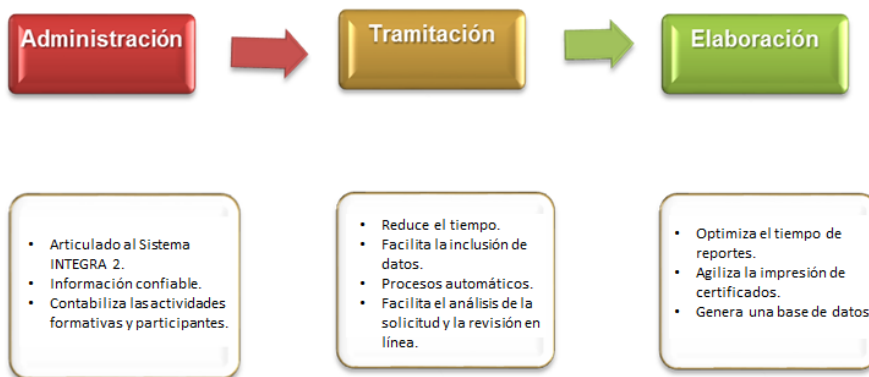 Administración
Tramitación
Elaboración
• Articulado al Sistema
INTEGRA 2.
• Información confiable.
• Contabiliza las actividades
formativas y participantes.
• Reduce el tiempo.
• Facilita la inclusión de
datos.
• Procesos automáticos.
• Facilita el análisis de la
solicitud y la revisión en
línea.
• Optimiza el tiempo de
reportes.
• Agiliza la impresión de
certificados.
• Genera una base de datos